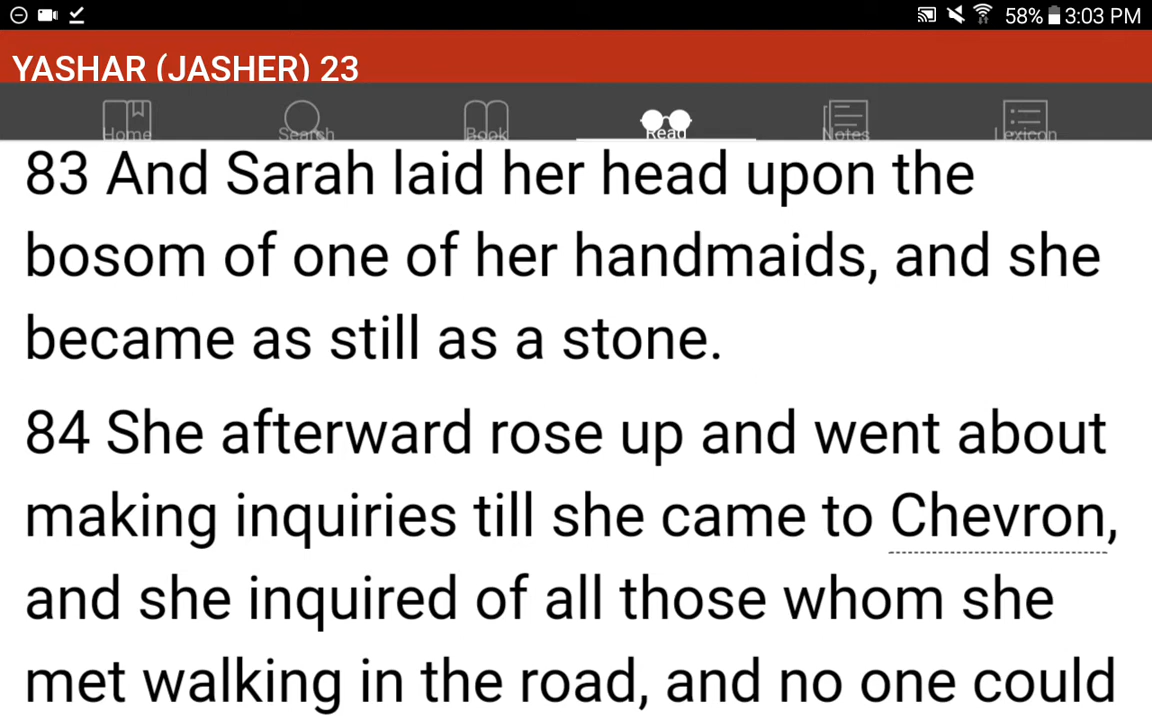 58% 3:03 PM
YASHAR (JASHER) 23
Home Search Book Read Notes Lexicon
83 And Sarah laid her head upon the
bosom of one of her handmaids, and she
became as still as a stone.
84 She afterward rose up and went about
making inquiries till she came to Chevron,
and she inquired of all those whom she
met walking in the road, and no one could